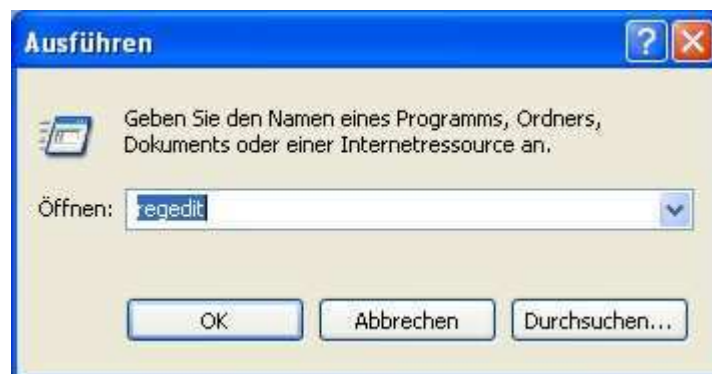 Ausführen
Geben Sie den Namen eines Programms, Ordners,
Dokuments oder einer Internetressource an.
Öffnen: regedit
OK Abbrechen Durchsuchen...